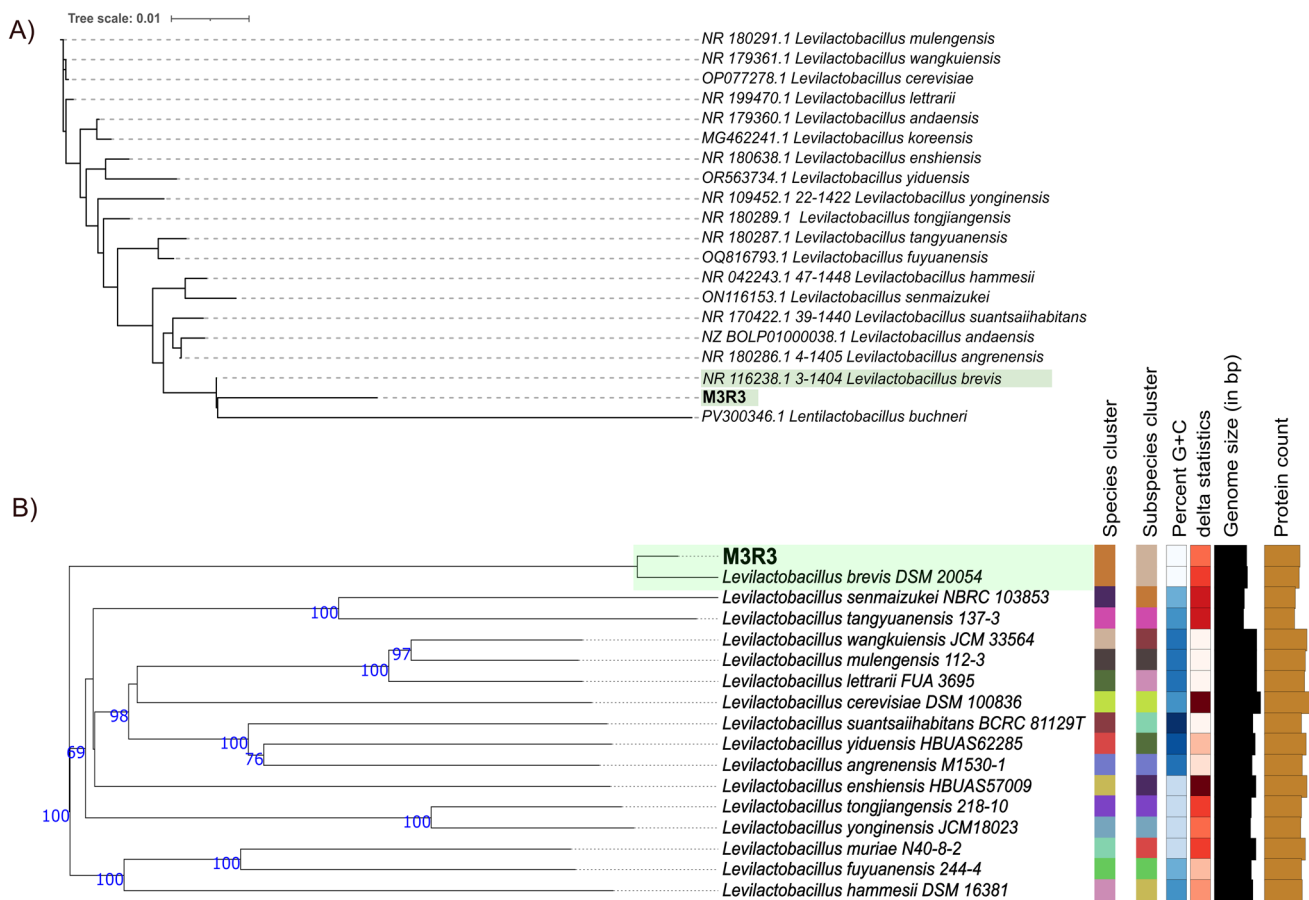 Tree scale: 0.01
A)
NR 180291.1 Levilactobacillus mulengensis
NR 179361.1 Levilactobacillus wangkuiensis
OP077278.1 Levilactobacillus cerevisiae
NR 199470.1 Levilactobacillus lettrarii
NR 179360.1 Levilactobacillus andaensis
MG462241.1 Levilactobacillus koreensis
NR 180638.1 Levilactobacillus enshiensis
OR563734.1 Levilactobacillus yiduensis
NR 109452.1 22-1422 Levilactobacillus yonginensis
NR 180289.1 Levilactobacillus tongjiangensis
NR 180287.1 Levilactobacillus tangyuanensis
OQ816793.1 Levilactobacillus fuyuanensis
NR 042243.1 47-1448 Levilactobacillus hammesii
ON116153.1 Levilactobacillus senmaizukei
NR 170422.1 39-1440 Levilactobacillus suantsaiihabitans
NZ BOLP01000038.1 Levilactobacillus andaensis
NR 180286.1 4-1405 Levilactobacillus angrenensis
NR 116238.1 3-1404 Levilactobacillus brevis
M3R3
PV300346.1 Lentilactobacillus buchneri
B)
Species cluster
Subspecies cluster
Percent G+C
delta statistics
Genome size (in bp)
Protein count
M3R3
Levilactobacillus brevis DSM 20054
Levilactobacillus senmaizukei NBRC 103853
100
Levilactobacillus tangyuanensis 137-3
Levilactobacillus wangkuiensis JCM 33564
97
Levilactobacillus mulengensis 112-3
100
Levilactobacillus lettrarii FUA 3695
Levilactobacillus cerevisiae DSM 100836
98
Levilactobacillus suantsaiihabitans BCRC 81129T
100
Levilactobacillus yiduensis HBUAS62285
69
76
Levilactobacillus angrenensis M1530-1
Levilactobacillus enshiensis HBUAS57009
Levilactobacillus tongjiangensis 218-10
100
100
Levilactobacillus yonginensis JCM18023
Levilactobacillus muriae N40-8-2
100
Levilactobacillus fuyuanensis 244-4
100
Levilactobacillus hammesii DSM 16381